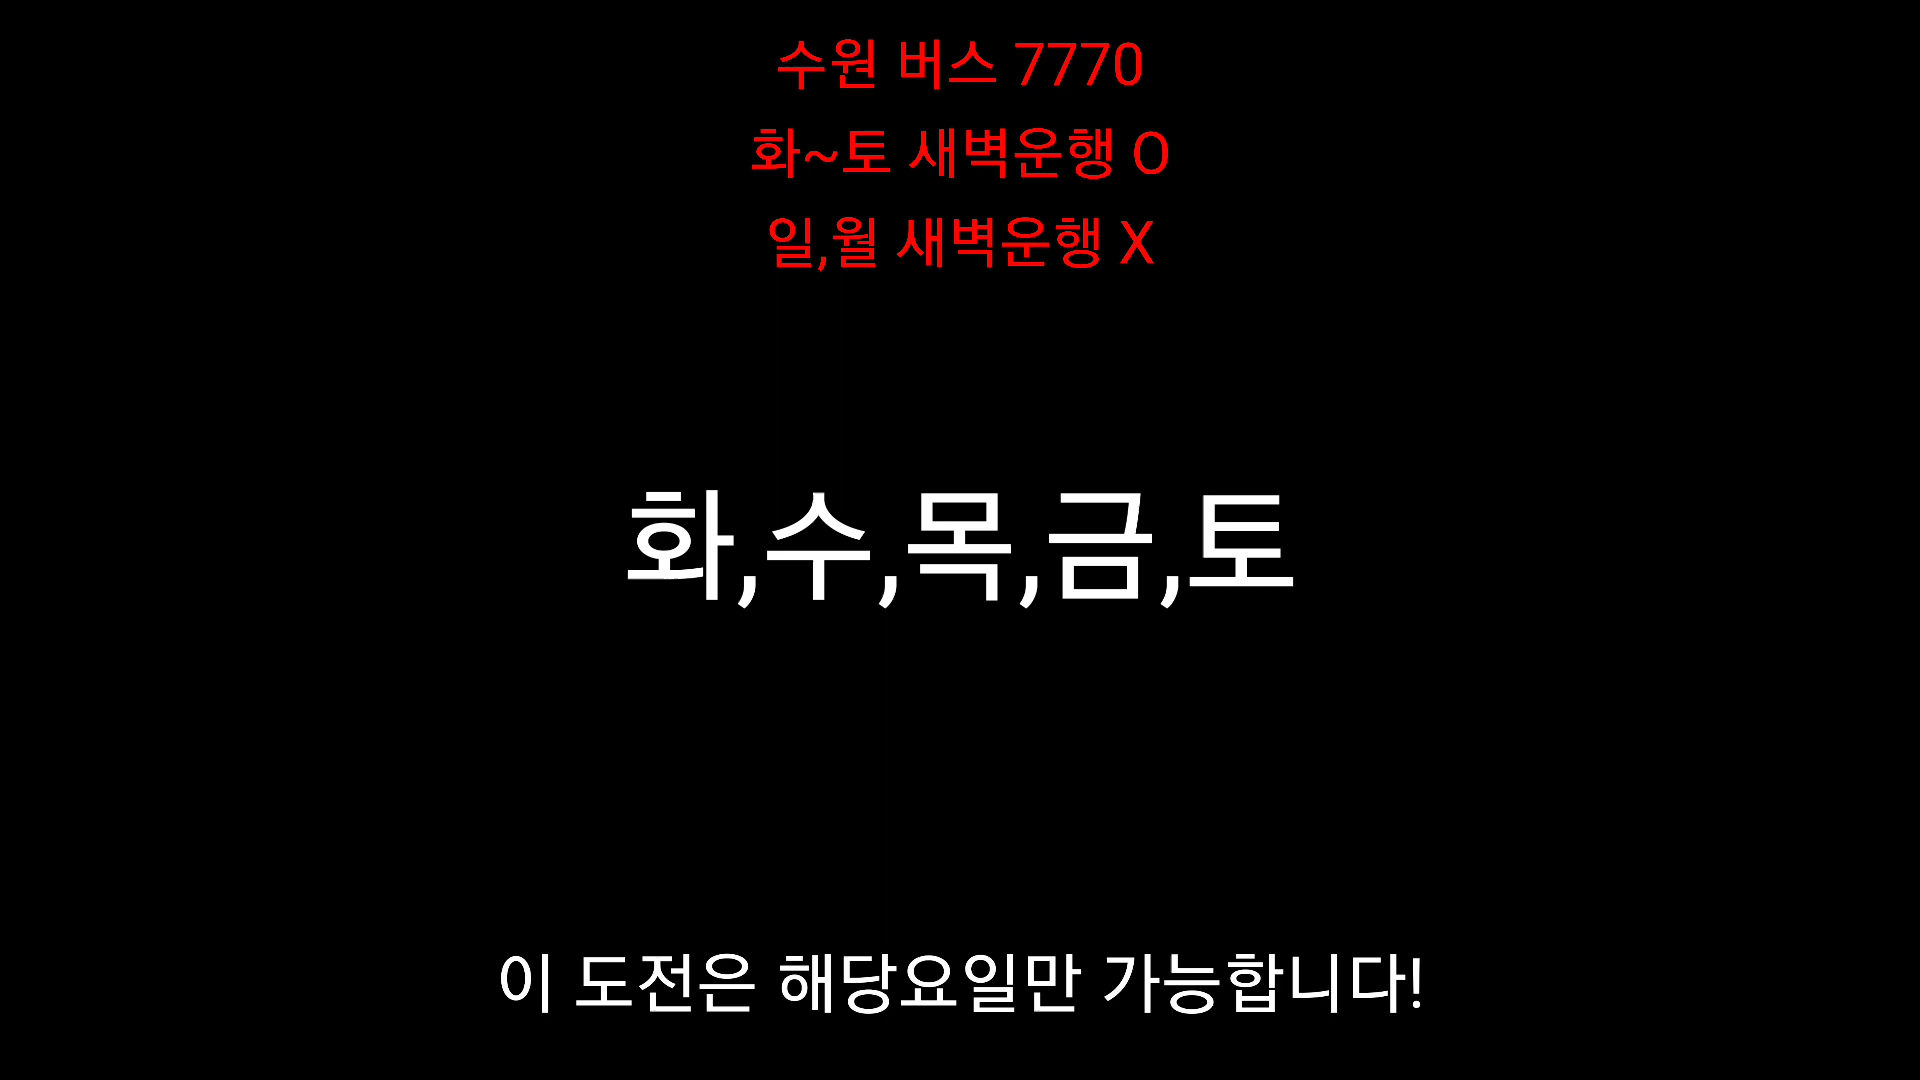 수원 버스 7770
화~토 새벽운행 O
일,월 새벽운행 X
화,수,목,금,토
이 도전은 해당요일만 가능합니다!